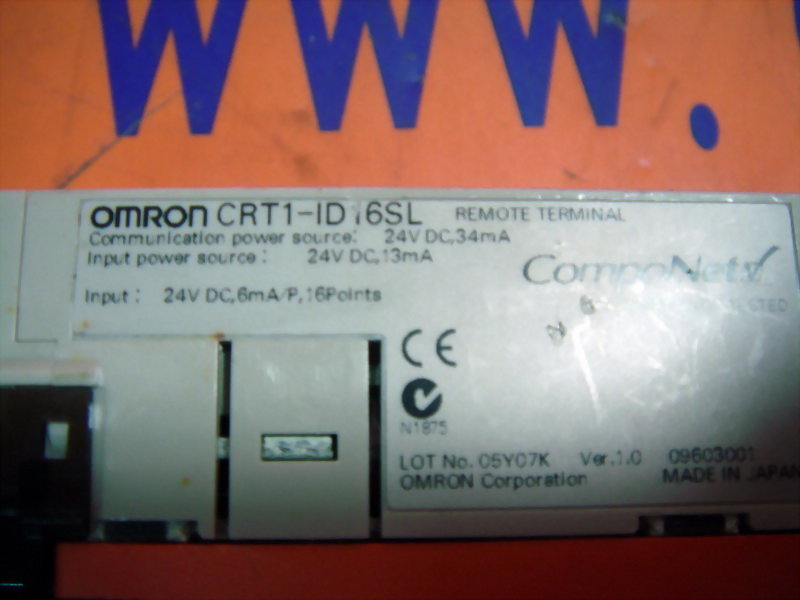 WWW.
OMRON CRT1-ID16SL REMOTE TERMINAL
Communication power source: 24V DC,34mA
Input power source: 24V DC,13mA
CompoNet
Input: 24V DC,6mA/P,16Points
CE
N1875
LOT No. 05Y07K Ver.1.0 09603001
OMRON Corporation MADE IN JAPAN